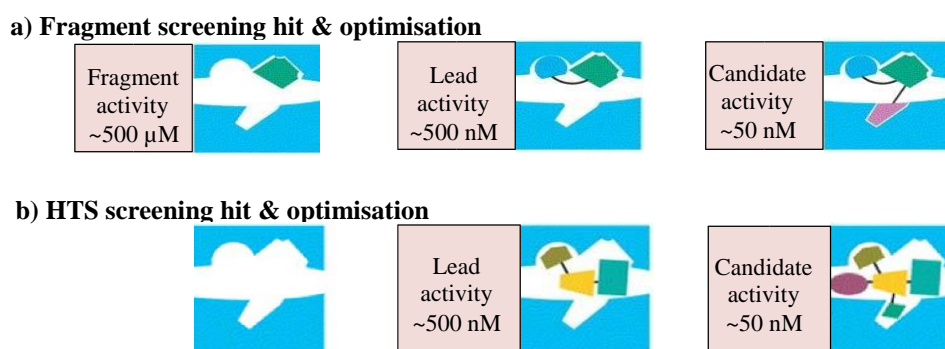 a) Fragment screening hit & optimisation
Fragment
activity
~500 µM
Lead
activity
~500 nM
Candidate
activity
~50 nM
b) HTS screening hit & optimisation
Lead
activity
~500 nM
Candidate
activity
~50 nM